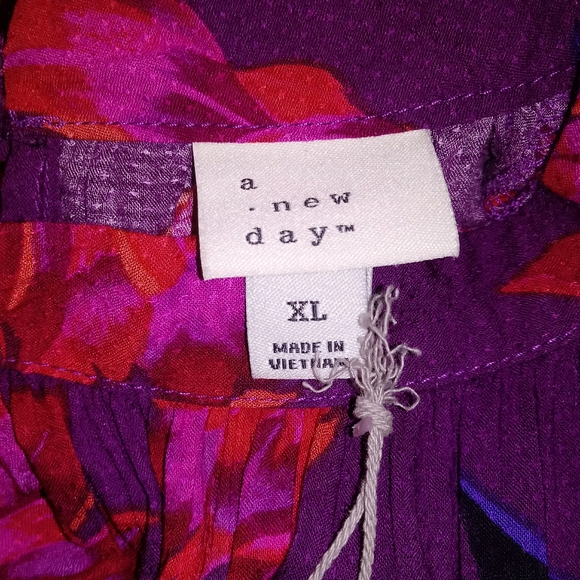 a
· new
day™
XL
MADE IN
VIETNAM